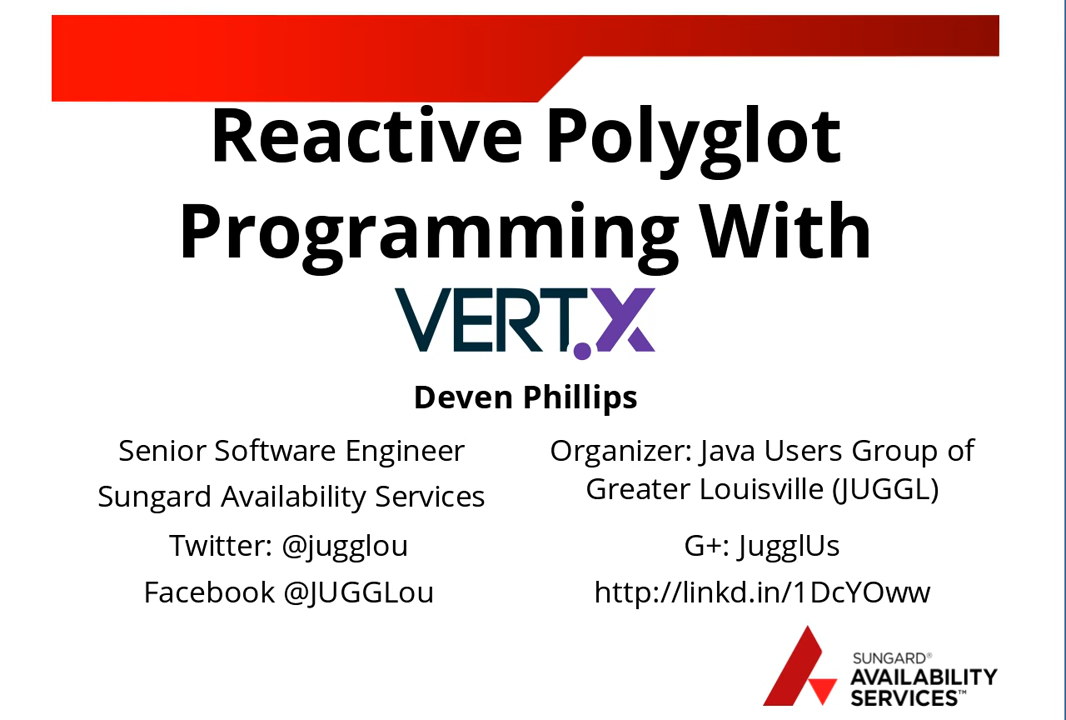 Reactive Polyglot
Programming With
VERT.X
Deven Phillips
Senior Software Engineer
Sungard Availability Services
Twitter: @jugglou
Facebook @JUGGLou
Organizer: Java Users Group of
Greater Louisville (JUGGL)
G+: JugglUs
http://linkd.in/1DcYOww
SUNGARD®
AVAILABILITY
SERVICES™